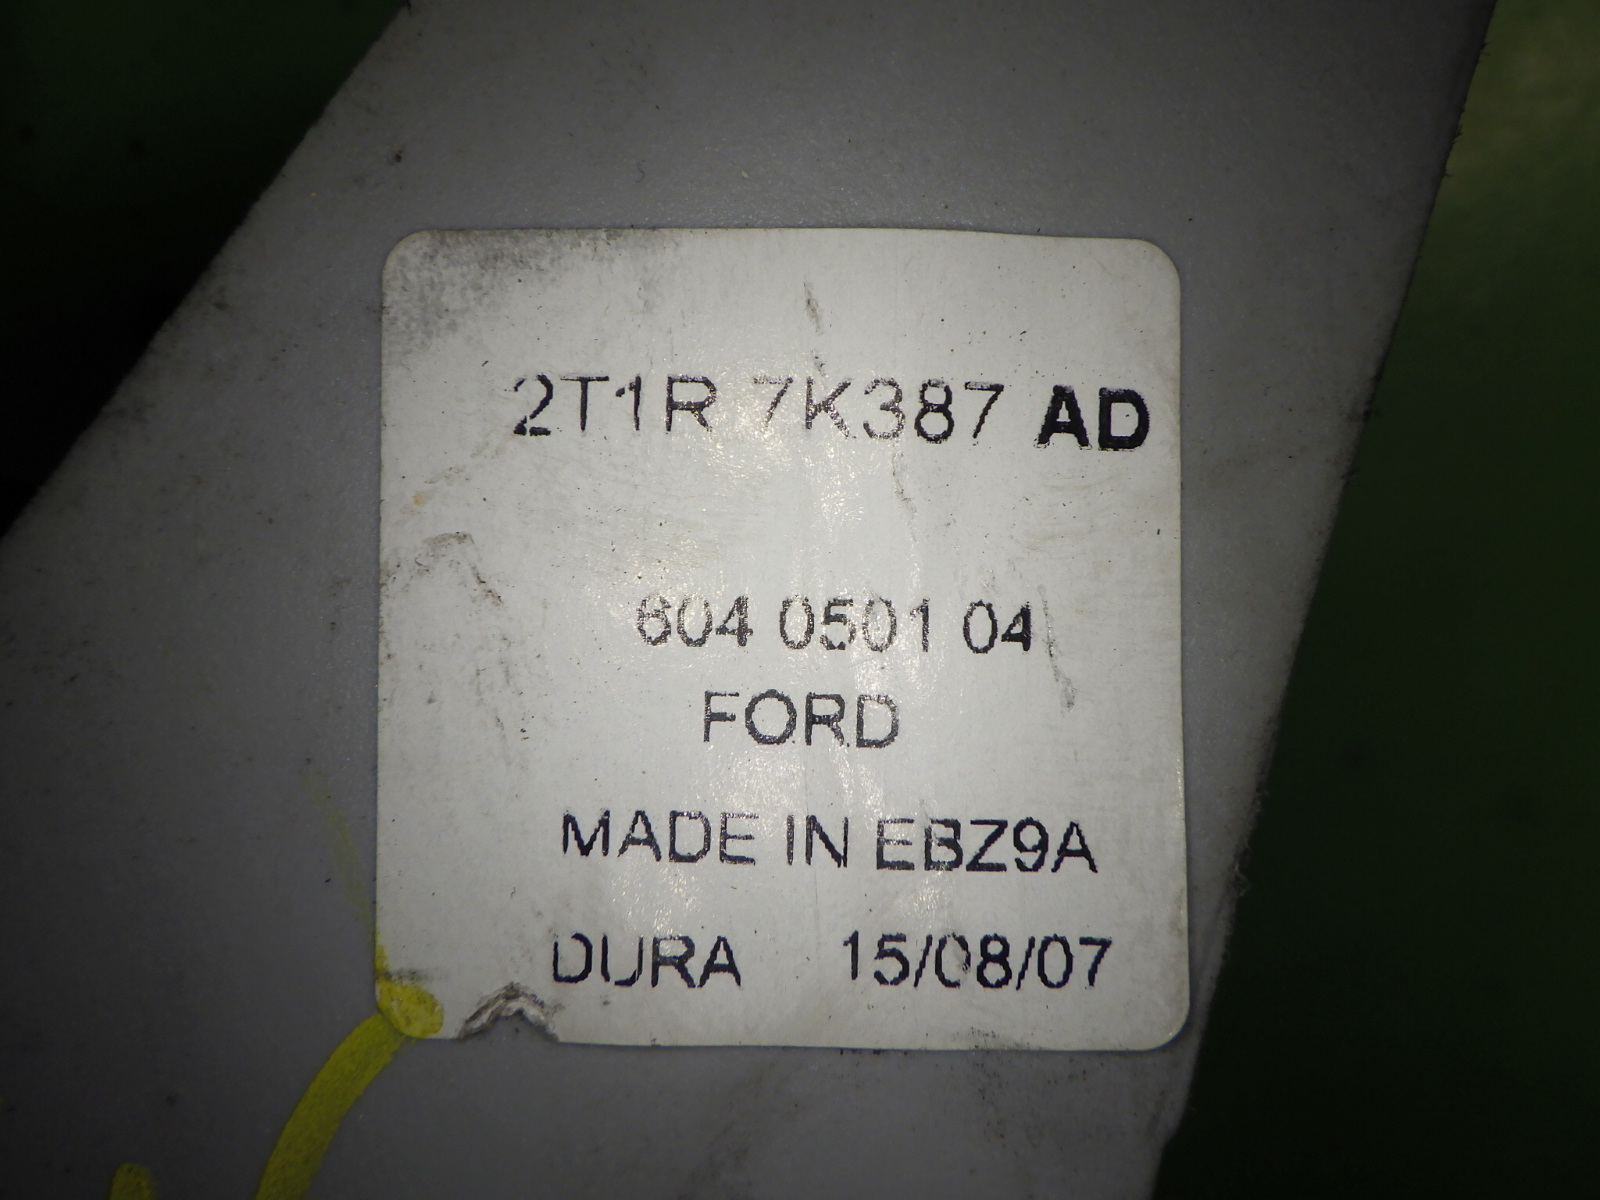 2T1R 7K387 AD
604 0501 04
FORD
MADE IN EBZ9A
DURA 15/08/07